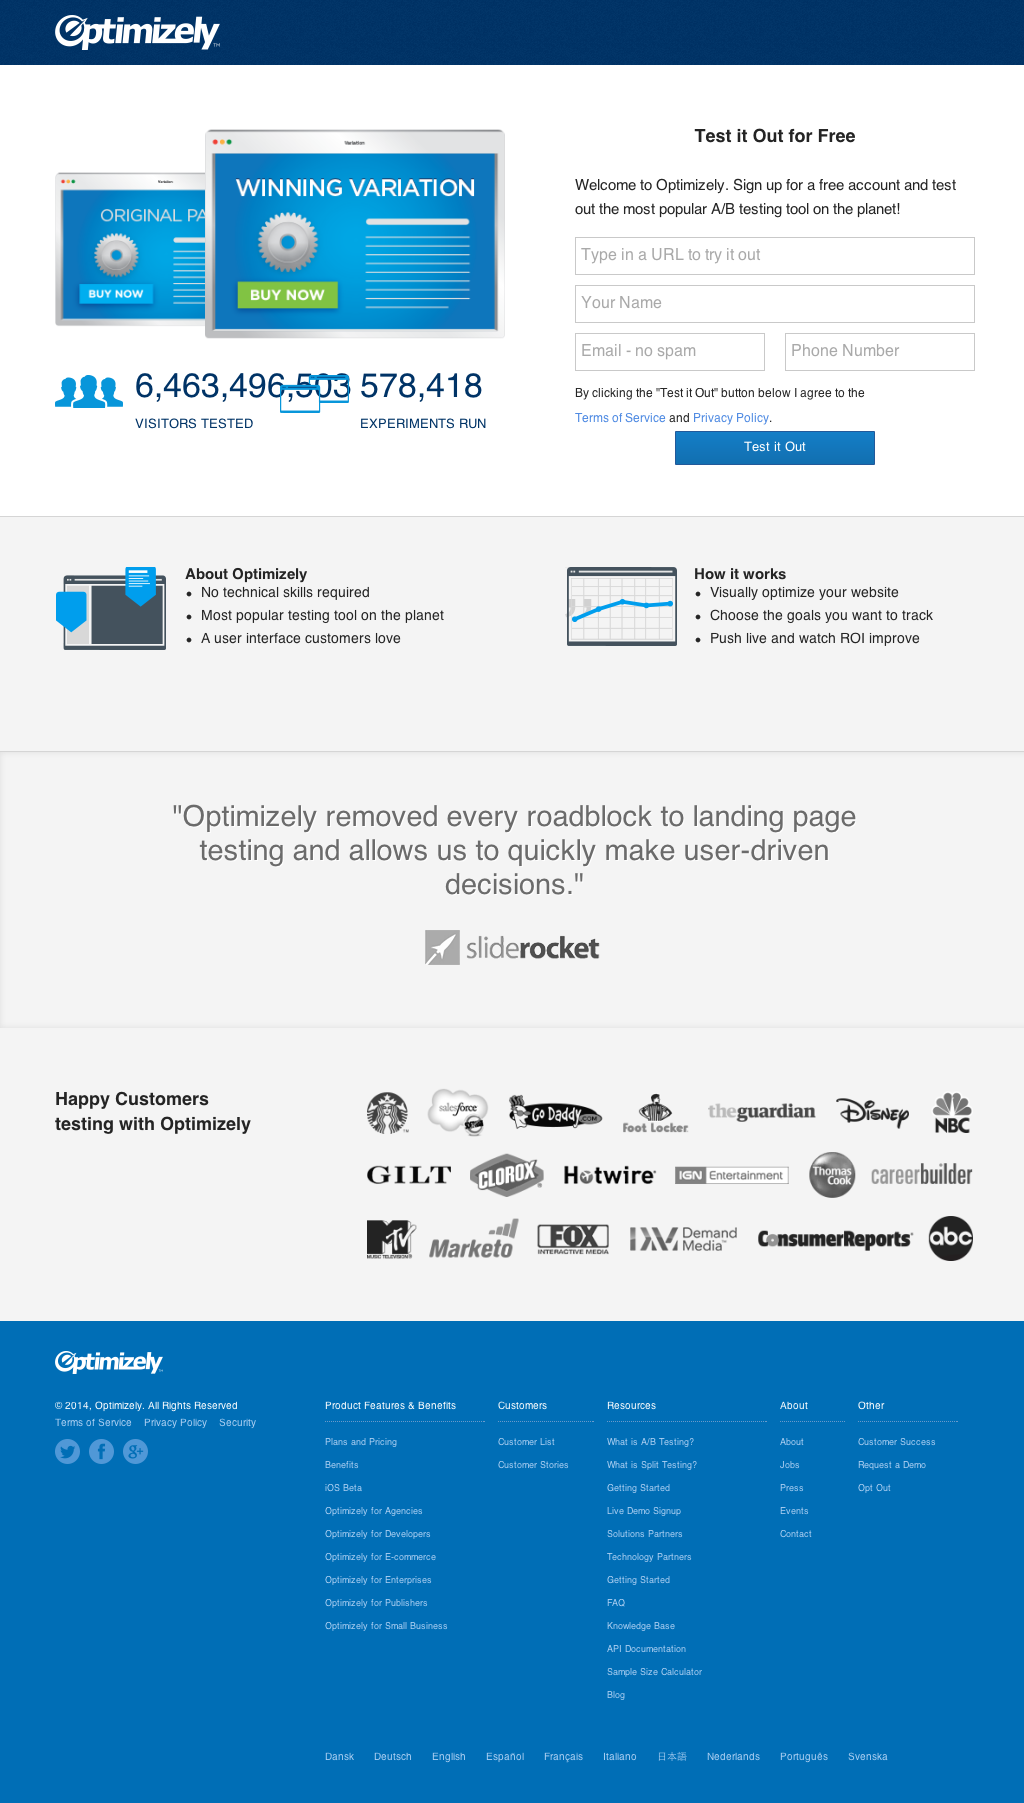 Optimizely
Test it Out for Free
Welcome to Optimizely. Sign up for a free account and test
out the most popular A/B testing tool on the planet!
Type in a URL to try it out
Your Name
Email - no spam
Phone Number
By clicking the "Test it Out" button below I agree to the
Terms of Service and Privacy Policy.
Test it Out
Variation
ORIGINAL PA
BUY NOW
Variation
WINNING VARIATION
BUY NOW
6,463,496,503
VISITORS TESTED
578,418
EXPERIMENTS RUN
About Optimizely
No technical skills required
Most popular testing tool on the planet
A user interface customers love
How it works
Visually optimize your website
Choose the goals you want to track
Push live and watch ROI improve
"Optimizely removed every roadblock to landing page
testing and allows us to quickly make user-driven
decisions."
sliderocket
Happy Customers
testing with Optimizely
salesforce
Go Daddy.COM
Foot Locker
theguardian
Disney
NBC
GILT
CLOROX
Hotwire
IGN Entertainment
Thomas Cook
careerbuilder
MTV
MUSIC TELEVISION
Marketo
FOX
INTERACTIVE MEDIA
Demand Media
ConsumerReports
abc
Optimizely
© 2014, Optimizely. All Rights Reserved
Terms of Service Privacy Policy Security
Product Features & Benefits
Plans and Pricing
Benefits
iOS Beta
Optimizely for Agencies
Optimizely for Developers
Optimizely for E-commerce
Optimizely for Enterprises
Optimizely for Publishers
Optimizely for Small Business
Customers
Customer List
Customer Stories
Resources
What is A/B Testing?
What is Split Testing?
Getting Started
Live Demo Signup
Solutions Partners
Technology Partners
Getting Started
FAQ
Knowledge Base
API Documentation
Sample Size Calculator
Blog
About
About
Jobs
Press
Events
Contact
Other
Customer Success
Request a Demo
Opt Out
Dansk Deutsch English Español Français Italiano 日本語 Nederlands Português Svenska